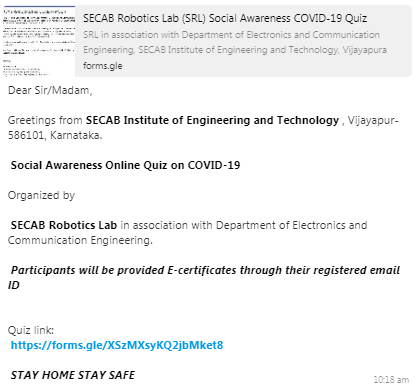 SECAB Robotics Lab (SRL) Social Awareness COVID-19 Quiz
SRL in association with Department of Electronics and Communication
Engineering, SECAB Institute of Engineering and Technology, Vijayapura
forms.gle
Dear Sir/Madam,
Greetings from SECAB Institute of Engineering and Technology , Vijayapur-
586101, Karnataka.
Social Awareness Online Quiz on COVID-19
Organized by
SECAB Robotics Lab in association with Department of Electronics and
Communication Engineering.
Participants will be provided E-certificates through their registered email
ID
Quiz link:
https://forms.gle/XSzMXsyKQ2jbMket8
STAY HOME STAY SAFE
10:18 am